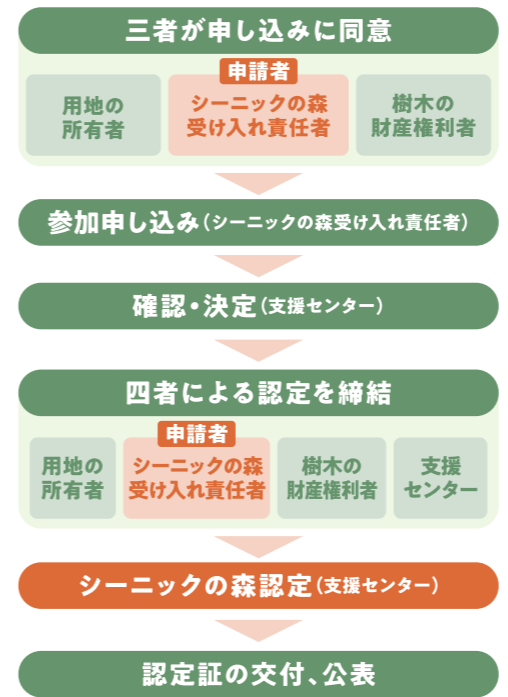 三者が申し込みに同意
申請者
用地の
所有者
シーニックの森
受け入れ責任者
樹木の
財産権利者
参加申し込み(シーニックの森受け入れ責任者)
確認・決定(支援センター)
四者による認定を締結
申請者
用地の
所有者
シーニックの森
受け入れ責任者
樹木の
財産権利者
支援
センター
シーニックの森認定(支援センター)
認定証の交付、公表